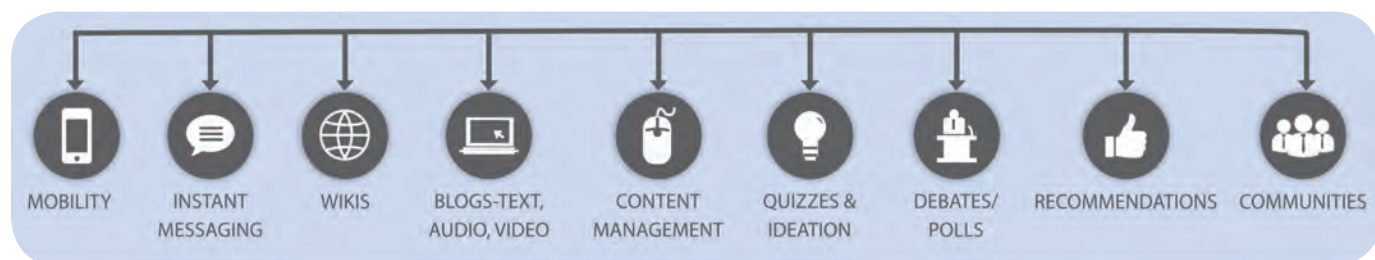 MOBILITY
INSTANT
MESSAGING
WIKIS
BLOGS-TEXT,
AUDIO, VIDEO
CONTENT
MANAGEMENT
QUIZZES &
IDEATION
DEBATES/
POLLS
RECOMMENDATIONS
COMMUNITIES